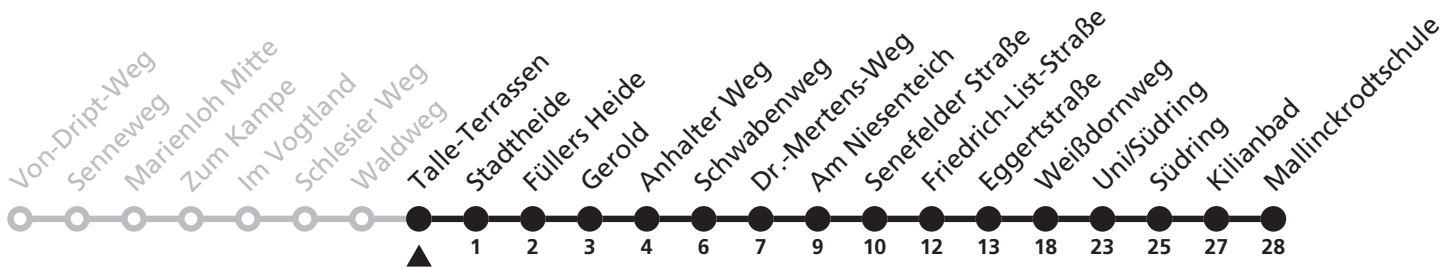 Von-Dript-Weg
Senneweg
Marienloh Mitte
Zum Kampe
Im Vogtland
Schlesier Weg
Waldweg
Talle-Terrassen
Stadtheide
Füllers Heide
Gerold
Anhalter Weg
Schwabenweg
Dr.-Mertens-Weg
Am Niesenteich
Senefelder Straße
Friedrich-List-Straße
Eggertstraße
Weißdornweg
Uni/Südring
Südring
Kilianbad
Mallinckrodtschule
1 2 3 4 6 7 9 10 12 13 18 23 25 27 28